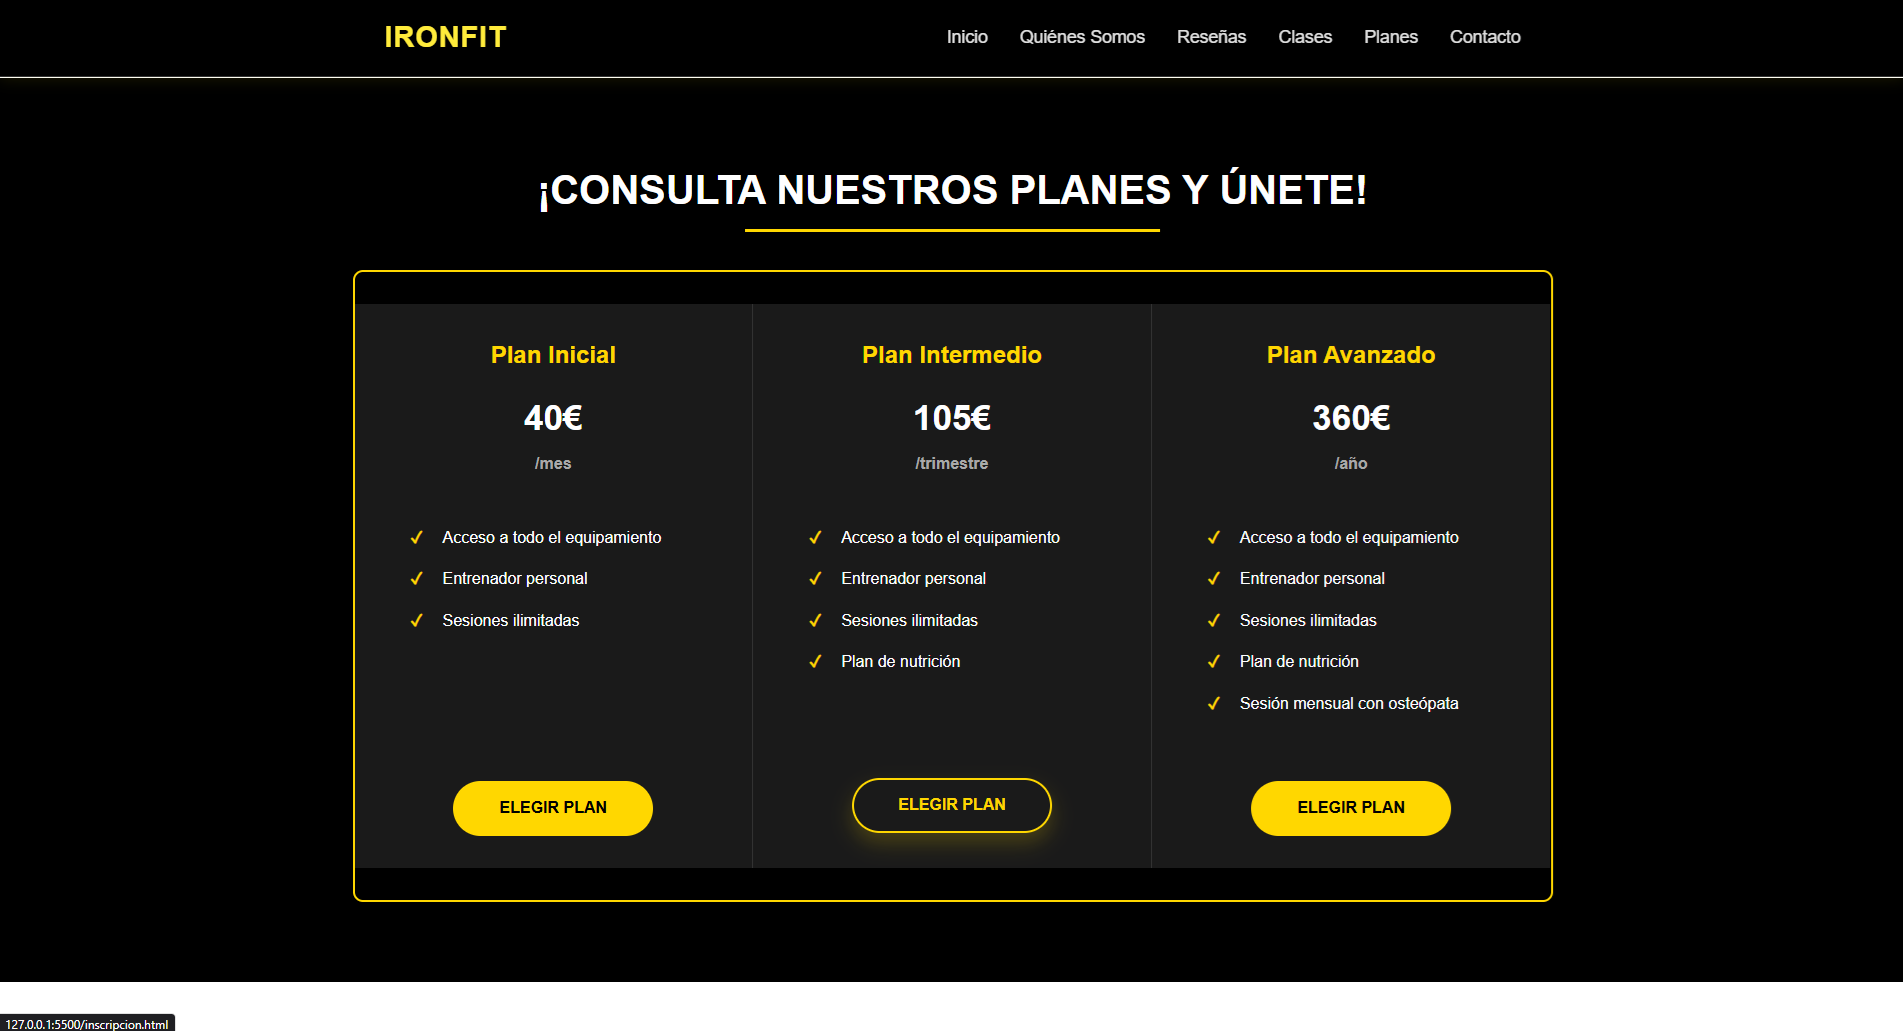 IRONFIT
Inicio Quiénes Somos Reseñas Clases Planes Contacto
¡CONSULTA NUESTROS PLANES Y ÚNETE!
Plan Inicial
40€
/mes
Acceso a todo el equipamiento
Entrenador personal
Sesiones ilimitadas
ELEGIR PLAN
Plan Intermedio
105€
/trimestre
Acceso a todo el equipamiento
Entrenador personal
Sesiones ilimitadas
Plan de nutrición
ELEGIR PLAN
Plan Avanzado
360€
/año
Acceso a todo el equipamiento
Entrenador personal
Sesiones ilimitadas
Plan de nutrición
Sesión mensual con osteópata
ELEGIR PLAN
127.0.0.1:5500/inscripcion.html